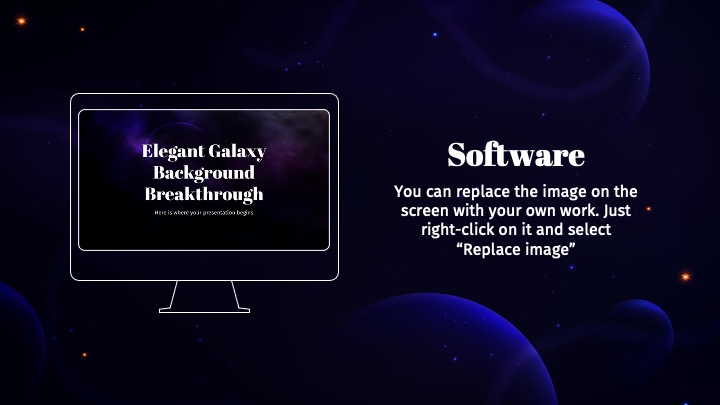 Elegant Galaxy
Background
Breakthrough
Here is where your presentation begins
Software
You can replace the image on the
screen with your own work. Just
right-click on it and select
“Replace image”